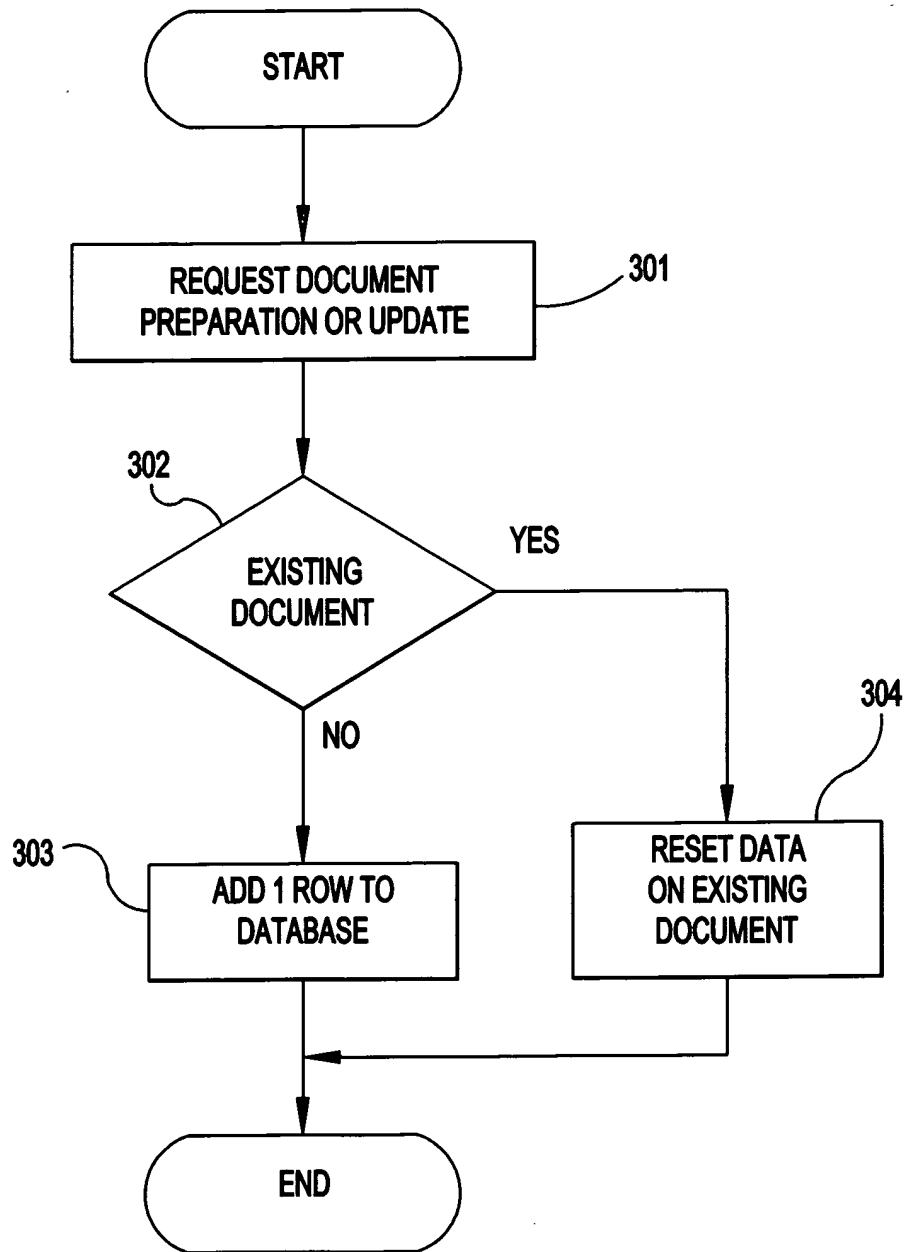 START
REQUEST DOCUMENT
PREPARATION OR UPDATE
301
302
EXISTING
DOCUMENT
YES
NO
304
303
ADD 1 ROW TO
DATABASE
RESET DATA
ON EXISTING
DOCUMENT
END